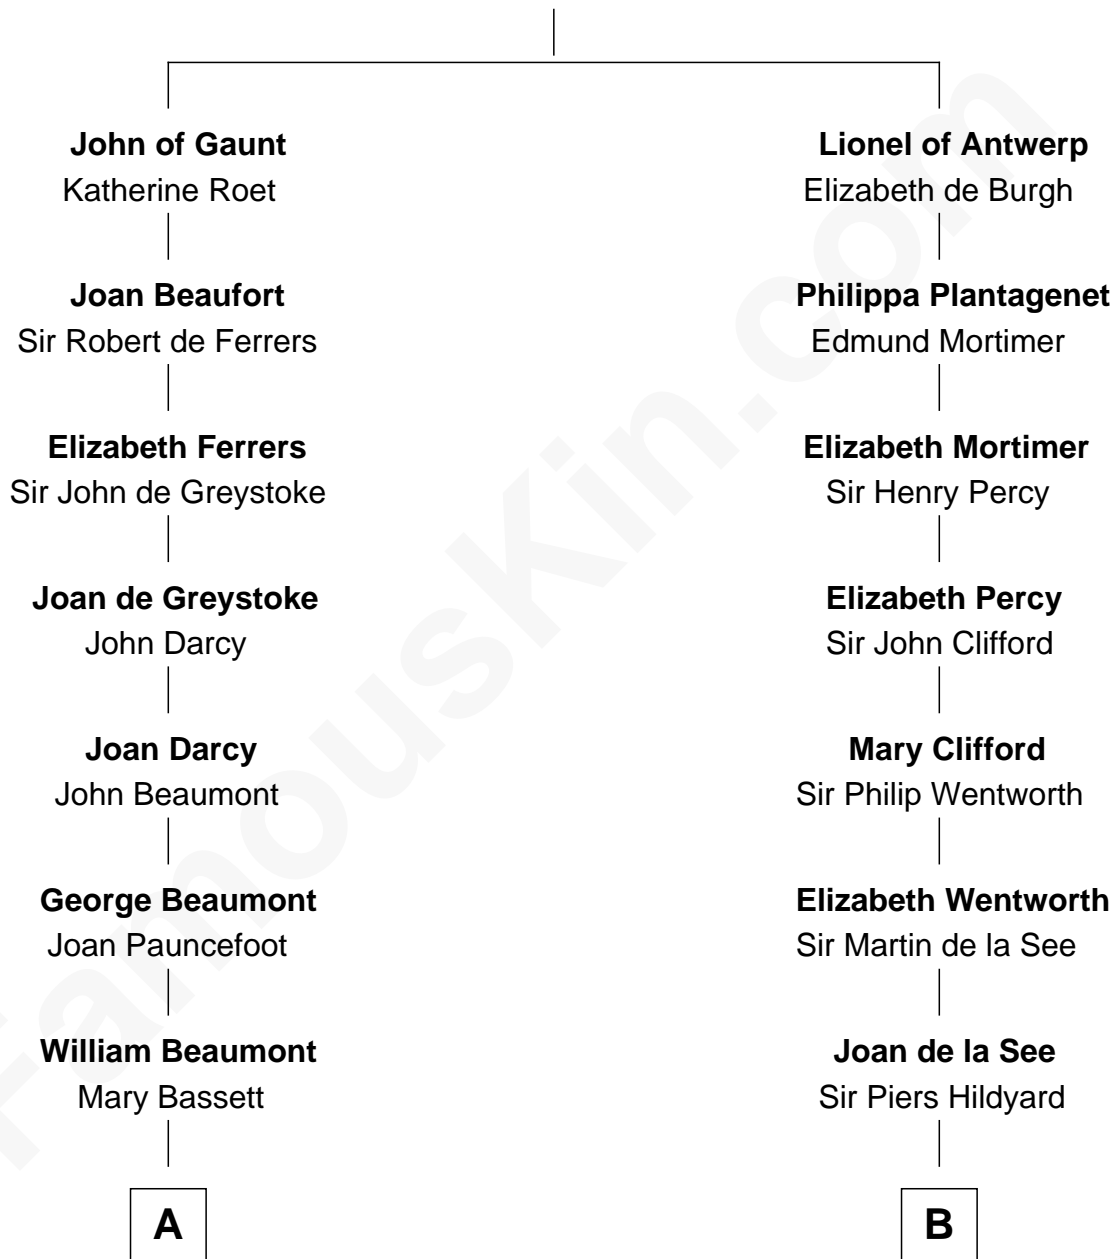 John of Gaunt
Katherine Roet
Joan Beaufort
Sir Robert de Ferrers
Elizabeth Ferrers
Sir John de Greystoke
Joan de Greystoke
John Darcy
Joan Darcy
John Beaumont
George Beaumont
Joan Pauncefoot
William Beaumont
Mary Bassett
A
Lionel of Antwerp
Elizabeth de Burgh
Philippa Plantagenet
Edmund Mortimer
Elizabeth Mortimer
Sir Henry Percy
Elizabeth Percy
Sir John Clifford
Mary Clifford
Sir Philip Wentworth
Elizabeth Wentworth
Sir Martin de la See
Joan de la See
Sir Piers Hildyard
B
FamousKin.com